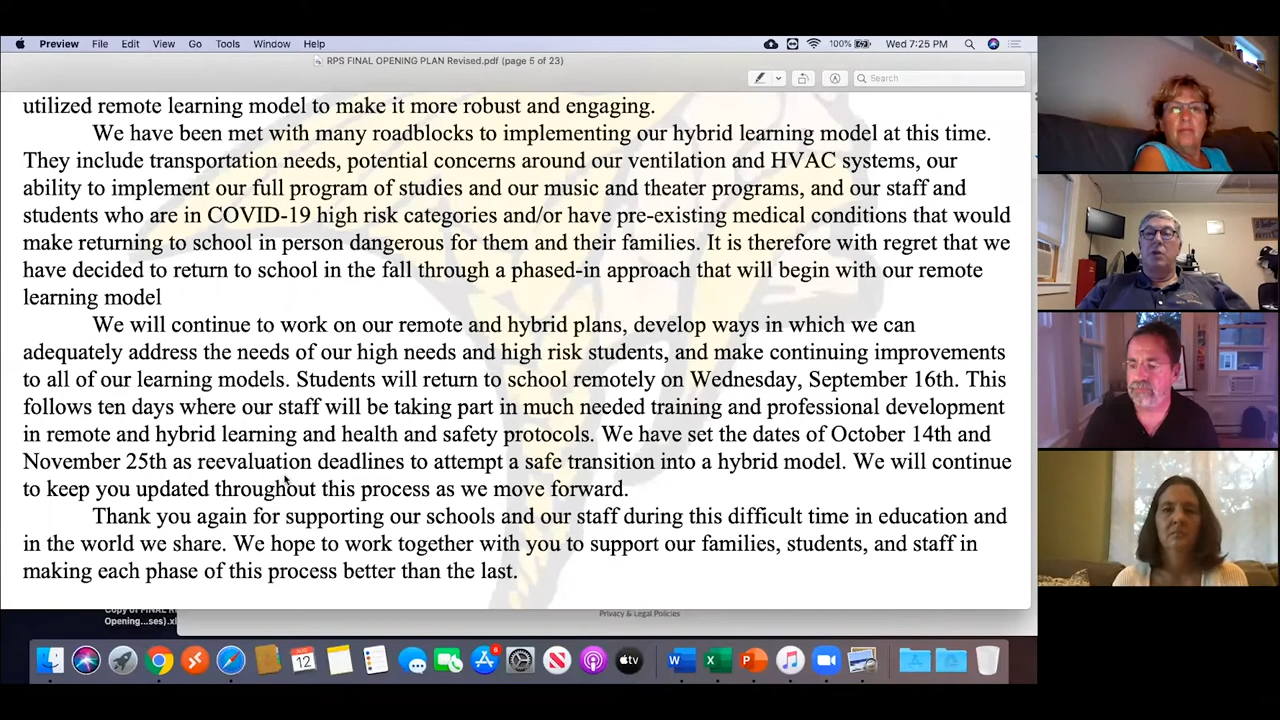 Preview File Edit View Go Tools Window Help 100% Wed 7:25 PM
RPS FINAL OPENING PLAN Revised.pdf (page 5 of 23)
Search
utilized remote learning model to make it more robust and engaging.
We have been met with many roadblocks to implementing our hybrid learning model at this time.
They include transportation needs, potential concerns around our ventilation and HVAC systems, our
ability to implement our full program of studies and our music and theater programs, and our staff and
students who are in COVID-19 high risk categories and/or have pre-existing medical conditions that would
make returning to school in person dangerous for them and their families. It is therefore with regret that we
have decided to return to school in the fall through a phased-in approach that will begin with our remote
learning model
We will continue to work on our remote and hybrid plans, develop ways in which we can
adequately address the needs of our high needs and high risk students, and make continuing improvements
to all of our learning models. Students will return to school remotely on Wednesday, September 16th. This
follows ten days where our staff will be taking part in much needed training and professional development
in remote and hybrid learning and health and safety protocols. We have set the dates of October 14th and
November 25th as reevaluation deadlines to attempt a safe transition into a hybrid model. We will continue
to keep you updated throughout this process as we move forward.
Thank you again for supporting our schools and our staff during this difficult time in education and
in the world we share. We hope to work together with you to support our families, students, and staff in
making each phase of this process better than the last.
Privacy & Legal Policies
Opening...ses).xl
12
6
tv